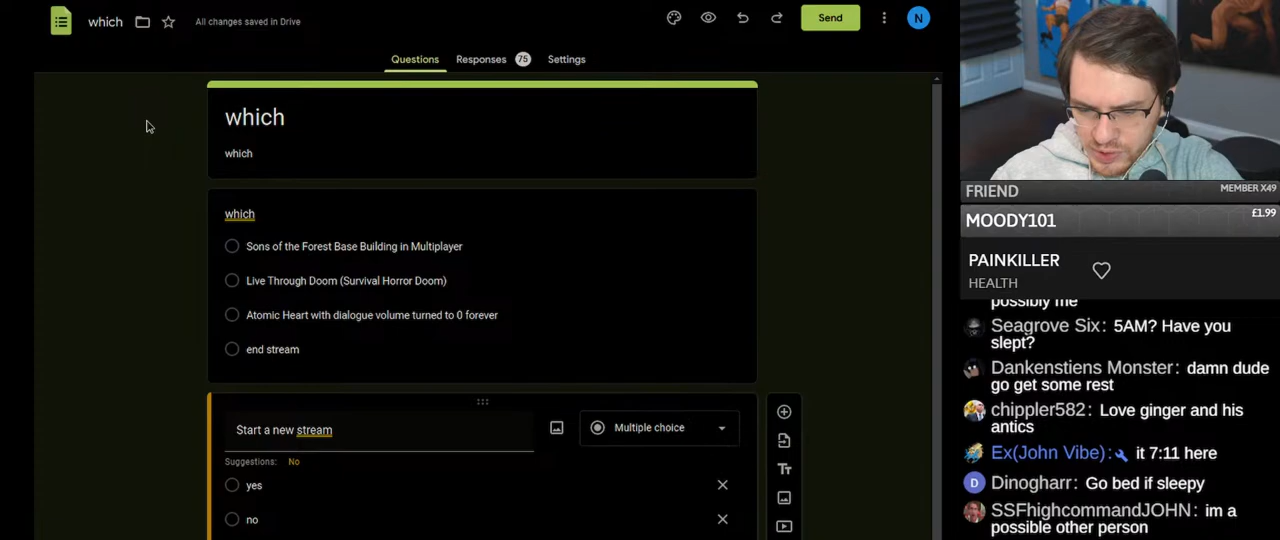 which
All changes saved in Drive
Send
N
Questions
Responses
75
Settings
which
which
which
Sons of the Forest Base Building in Multiplayer
Live Through Doom (Survival Horror Doom)
Atomic Heart with dialogue volume turned to 0 forever
end stream
Start a new stream
Multiple choice
Suggestions: No
yes
no
Tt
FRIEND
MEMBER X49
MOODY101
£1.99
PAINKILLER
HEALTH
possibly me
Seagrove Six: 5AM? Have you
slept?
Dankenstiens Monster: damn dude
go get some rest
chippler582: Love ginger and his
antics
Ex(John Vibe): it 7:11 here
D
Dinogharr: Go bed if sleepy
SSFhighcommandJOHN: im a
possible other person